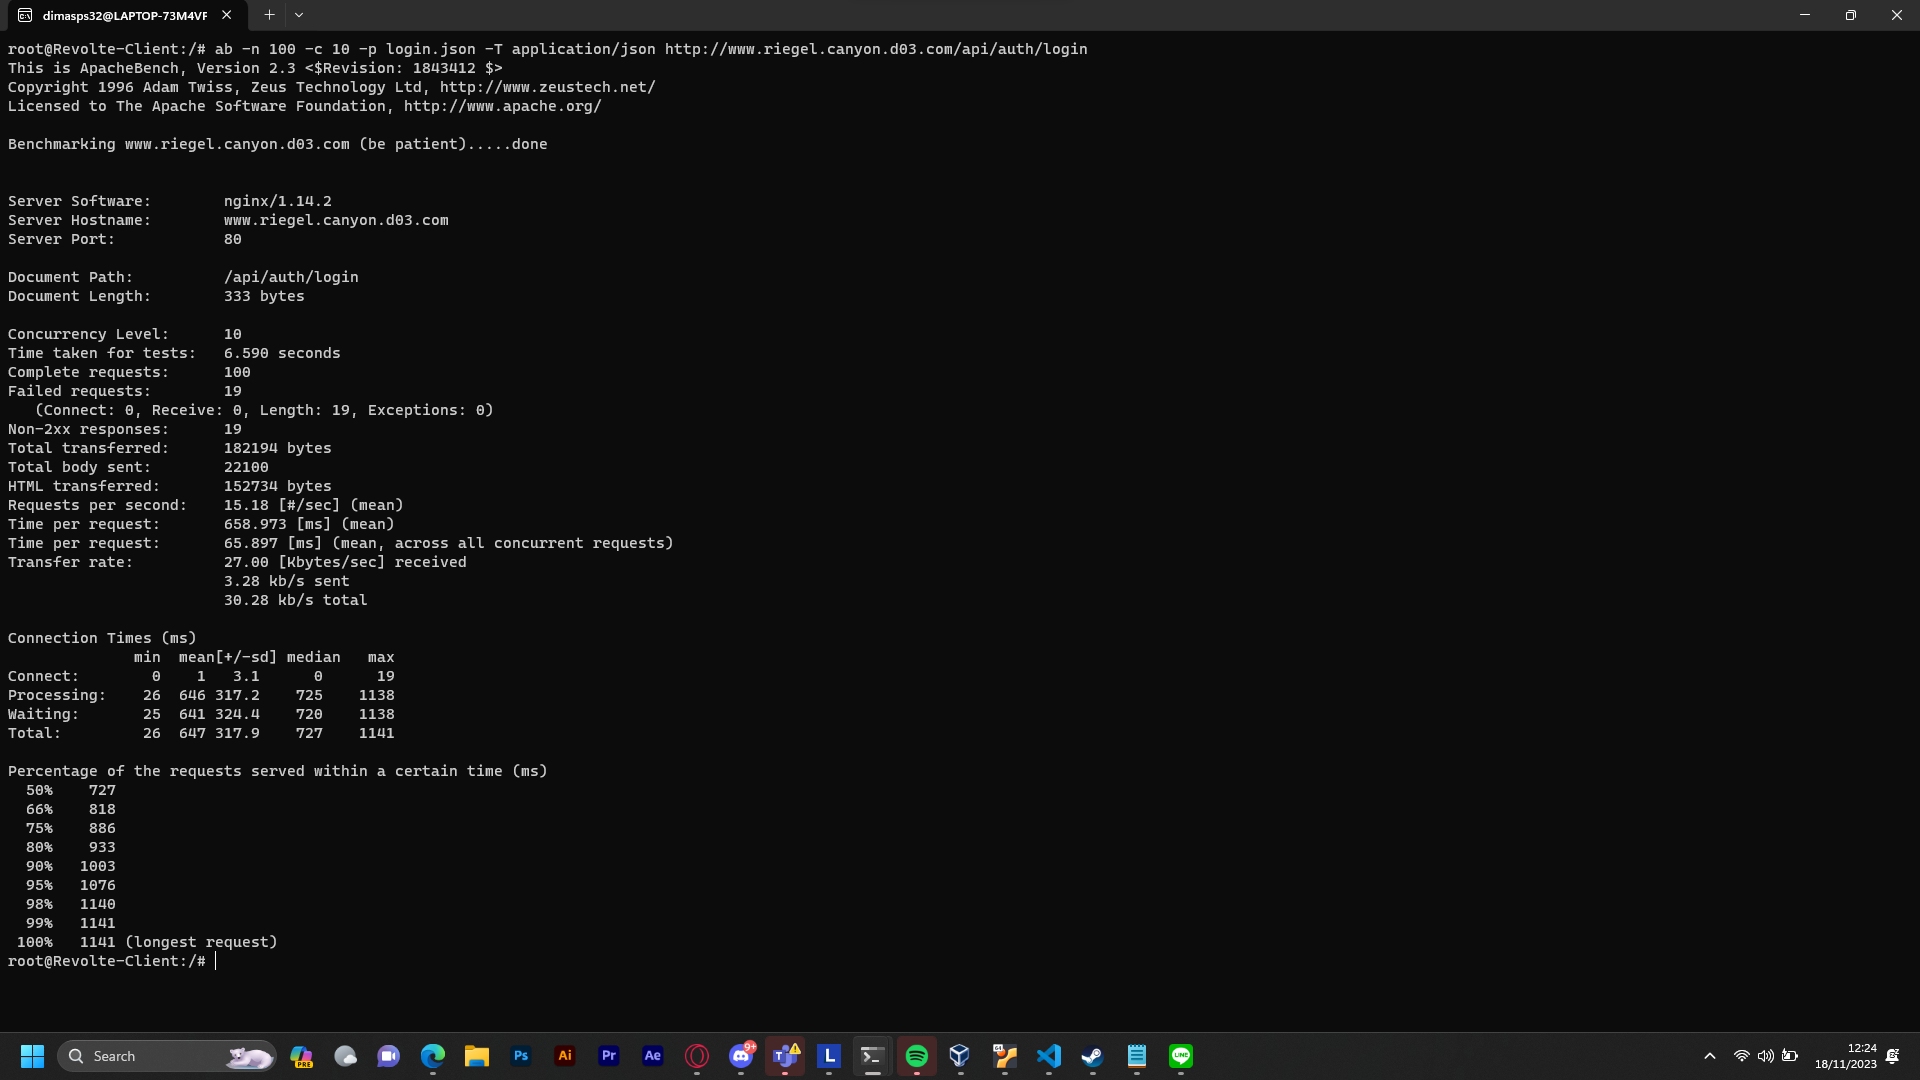 dimasps32@LAPTOP-73M4VF
root@Revolte-Client:/# ab -n 100 -c 10 -p login.json -T application/json http://www.riegel.canyon.d03.com/api/auth/login
This is ApacheBench, Version 2.3 <$Revision: 1843412 $>
Copyright 1996 Adam Twiss, Zeus Technology Ltd, http://www.zeustech.net/
Licensed to The Apache Software Foundation, http://www.apache.org/
Benchmarking www.riegel.canyon.d03.com (be patient).....done
Server Software:        nginx/1.14.2
Server Hostname:        www.riegel.canyon.d03.com
Server Port:            80
Document Path:          /api/auth/login
Document Length:        333 bytes
Concurrency Level:      10
Time taken for tests:   6.590 seconds
Complete requests:      100
Failed requests:        19
   (Connect: 0, Receive: 0, Length: 19, Exceptions: 0)
Non-2xx responses:      19
Total transferred:      182194 bytes
Total body sent:        22100
HTML transferred:       152734 bytes
Requests per second:    15.18 [#/sec] (mean)
Time per request:       658.973 [ms] (mean)
Time per request:       65.897 [ms] (mean, across all concurrent requests)
Transfer rate:          27.00 [Kbytes/sec] received
                        3.28 kb/s sent
                        30.28 kb/s total
Connection Times (ms)
              min  mean[+/-sd] median   max
Connect:        0    1   3.1      0      19
Processing:    26  646 317.2    725    1138
Waiting:       25  641 324.4    720    1138
Total:         26  647 317.9    727    1141
Percentage of the requests served within a certain time (ms)
  50%    727
  66%    818
  75%    886
  80%    933
  90%   1003
  95%   1076
  98%   1140
  99%   1141
 100%   1141 (longest request)
root@Revolte-Client:/#
Search
PRE
Ps
Ai
Pr
Ae
9+
L
64
LINE
12:24
18/11/2023